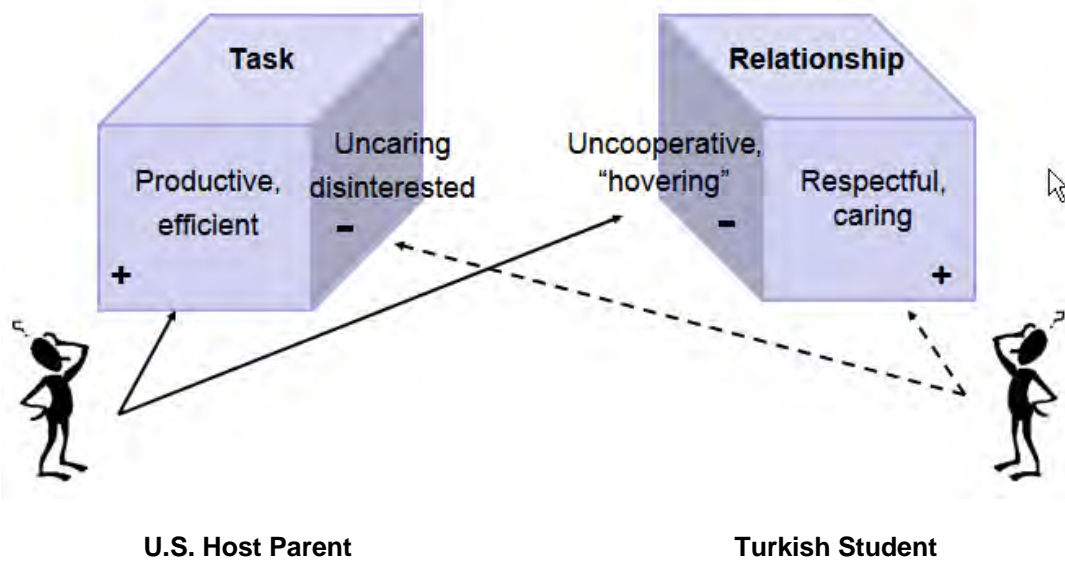 Task
Productive,
efficient
+
Uncaring
disinterested
-
Relationship
Uncooperative,
“hovering”
-
Respectful,
caring
+
U.S. Host Parent
Turkish Student